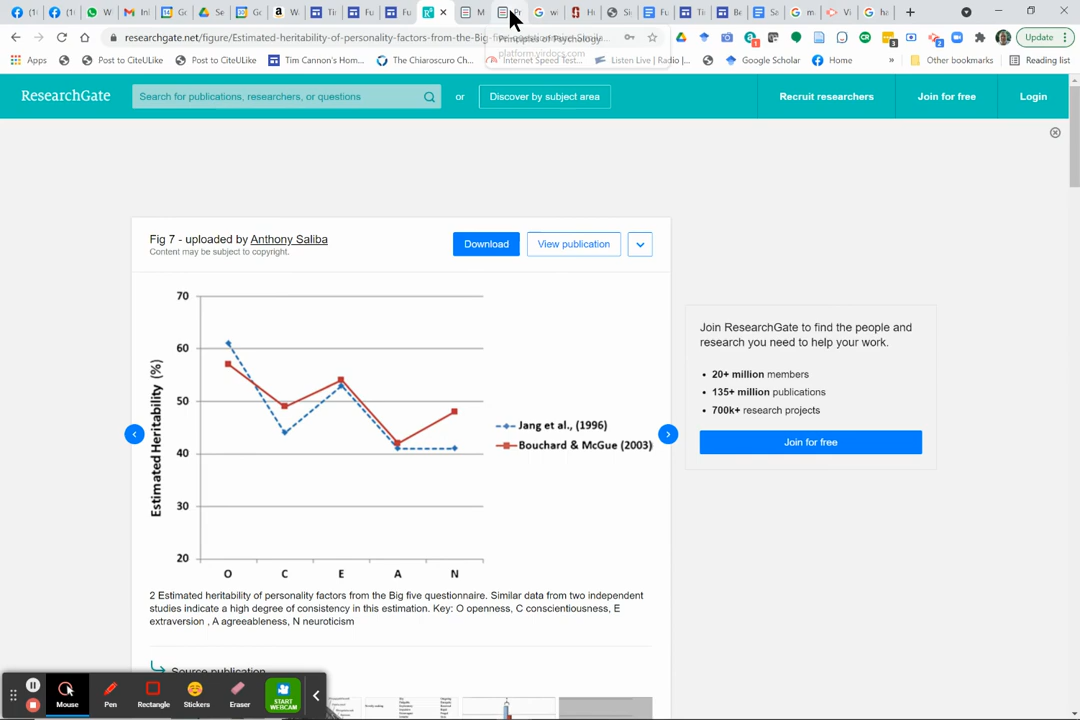 Principles of Psychology
researchgate.net/figure/Estimated-heritability-of-personality-factors-from-the-Big-
platform.virdocs.com
Update
Apps
Post to CiteULike
Post to CiteULike
Tim Cannon's Hom...
The Chiaroscuro Ch...
Internet Speed Test...
Listen Live | Radio |...
Google Scholar
Home
»
Other bookmarks
Reading list
ResearchGate
Search for publications, researchers, or questions
or
Discover by subject area
Recruit researchers
Join for free
Login
Fig 7 - uploaded by Anthony Saliba
Content may be subject to copyright.
Download
View publication
70
60
50
40
30
20
Estimated Heritability (%)
O C E A N
Jang et al., (1996)
Bouchard & McGue (2003)
2 Estimated heritability of personality factors from the Big five questionnaire. Similar data from two independent
studies indicate a high degree of consistency in this estimation. Key: O openness, C conscientiousness, E
extraversion , A agreeableness, N neuroticism
Source publication
Join ResearchGate to find the people and
research you need to help your work.
• 20+ million members
• 135+ million publications
• 700k+ research projects
Join for free
Mouse
Pen
Rectangle
Stickers
Eraser
START
WEBCAM